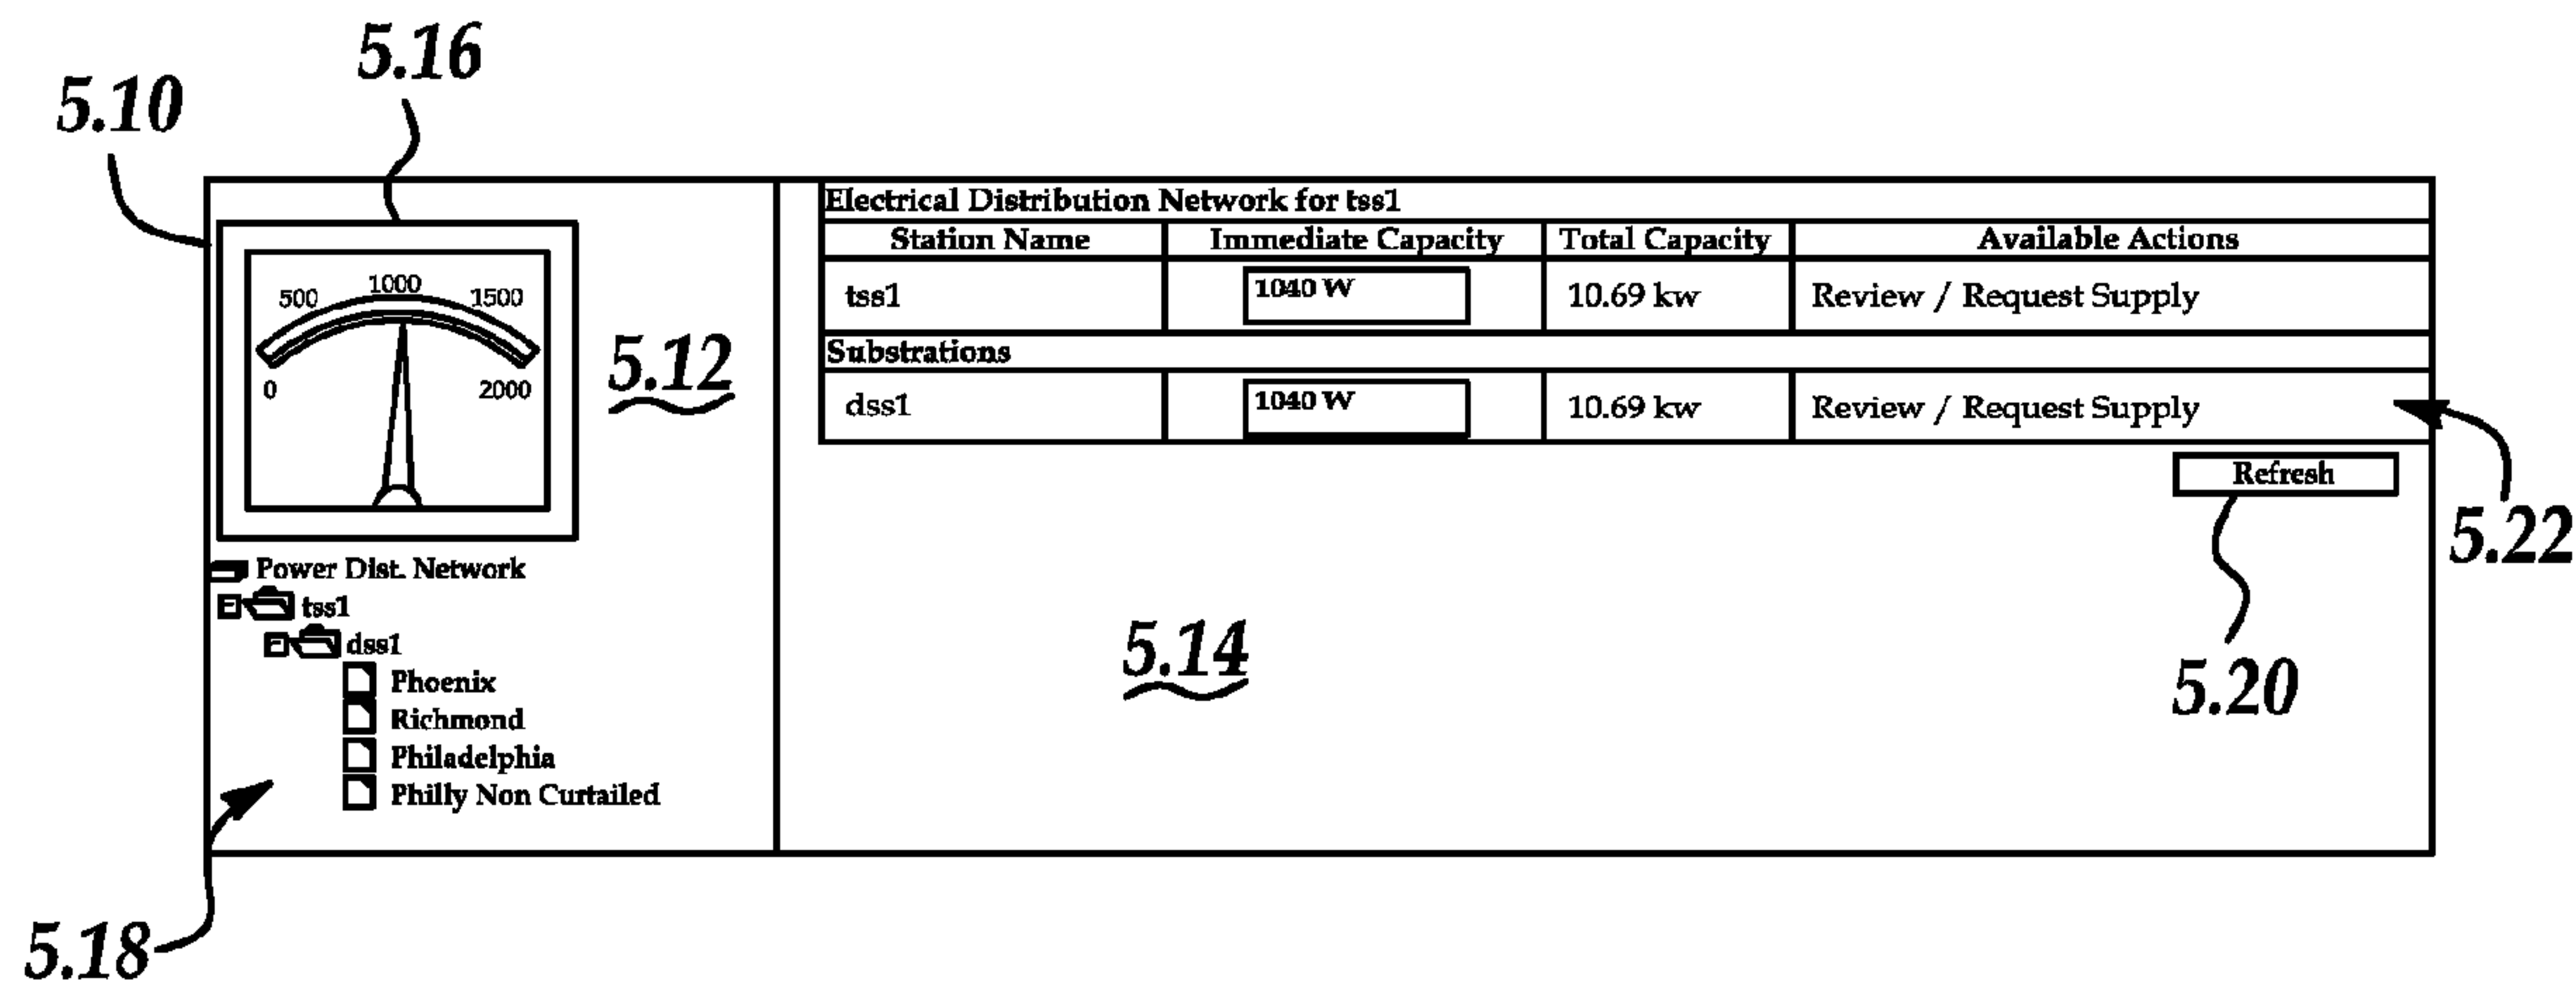 5.16
5.10
500 1000 1500
0 2000
5.12
Power Dist. Network
tss1
dss1
Phoenix
Richmond
Philadelphia
Philly Non Curtailed
5.18
Electrical Distribution Network for tss1
Station Name Immediate Capacity Total Capacity Available Actions
tss1 1040 W 10.69 kw Review / Request Supply
Substrations
dss1 1040 W 10.69 kw Review / Request Supply
Refresh
5.22
5.14
5.20